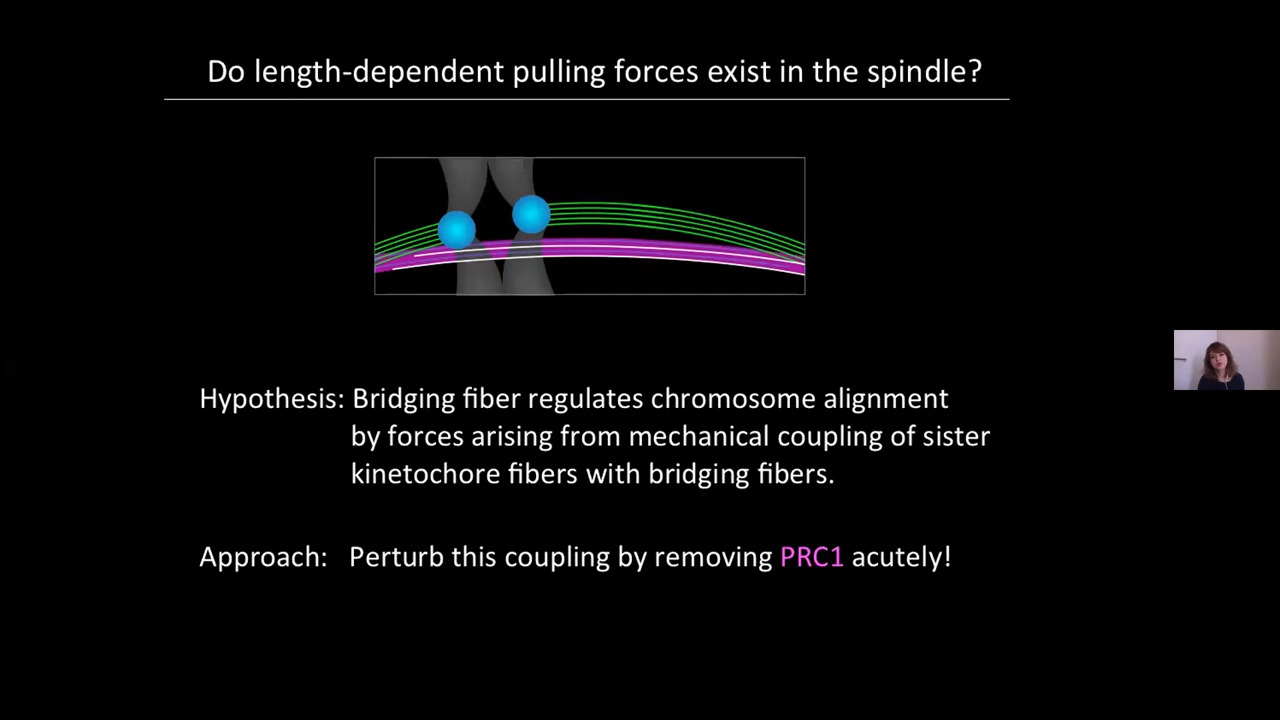 Do length-dependent pulling forces exist in the spindle?
Hypothesis: Bridging fiber regulates chromosome alignment
by forces arising from mechanical coupling of sister
kinetochore fibers with bridging fibers.
Approach: Perturb this coupling by removing PRC1 acutely!